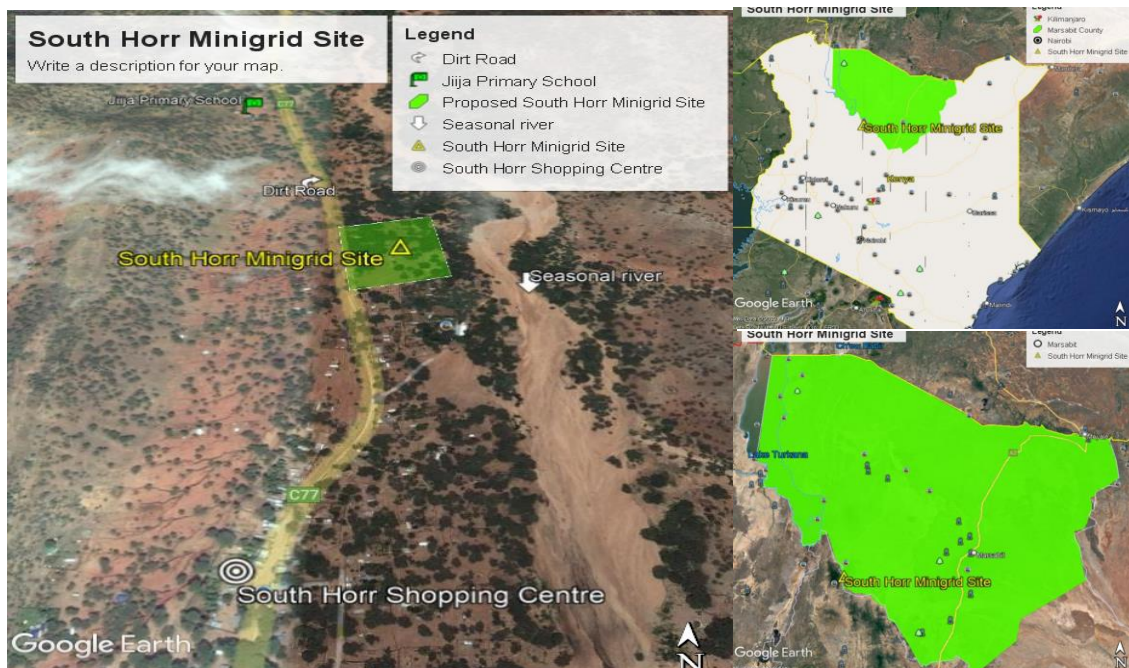 South Horr Minigrid Site
Write a description for your map.
Legend
Dirt Road
Jiija Primary School
Proposed South Horr Minigrid Site
Seasonal river
South Horr Minigrid Site
South Horr Shopping Centre
Jiija Primary School
C77
Dirt Road
South Horr Minigrid Site
Seasonal river
C77
South Horr Shopping Centre
Google Earth
N
South Horr Minigrid Site
Legend
Kilimanjaro
Marsabit County
Nairobi
South Horr Minigrid Site
South Horr Minigrid Site
Kenya
Kisumu
Nakuru
Garissa
Nairobi
Google Earth
N
South Horr Minigrid Site
Legend
Marsabit
South Horr Minigrid Site
Lake Turkana
Marsabit
South Horr Minigrid Site
Google Earth
N